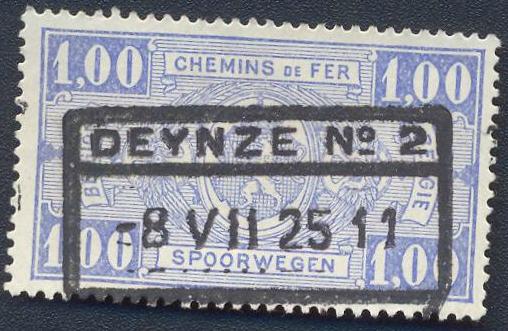 1,00 CHEMINS DE FER 1,00
DEYNZE Nº 2
-8 VII 25 11
1,00 SPOORWEGEN 1,00